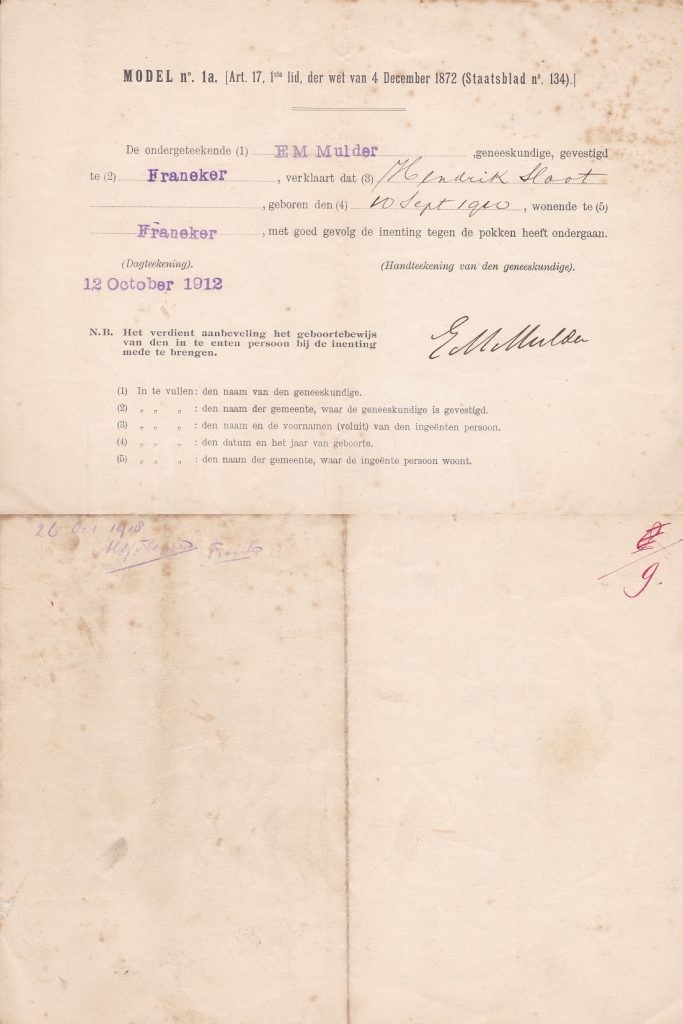 MODEL nº. 1a. [Art. 17, 1ste lid, der wet van 4 December 1872 (Staatsblad nº. 134).]
De ondergeteekende (1) E M Mulder , geneeskundige, gevestigd
te (2) Franeker , verklaart dat (3) Hendrik Sloot
, geboren den (4) 10 Sept 1910 , wonende te (5)
Franeker , met goed gevolg de inenting tegen de pokken heeft ondergaan.
(Dagteekening). (Handteekening van den geneeskundige).
12 October 1912
E M Mulder
N.B. Het verdient aanbeveling het geboortebewijs
van den in te enten persoon bij de inenting
mede te brengen.
(1) In te vullen: den naam van den geneeskundige.
(2) „ „ „ : den naam der gemeente, waar de geneeskundige is gevestigd.
(3) „ „ „ : den naam en de voornamen (voluit) van den ingeënten persoon.
(4) „ „ „ : den datum en het jaar van geboorte.
(5) „ „ „ : den naam der gemeente, waar de ingeënte persoon woont.
26 Oct 1918
9.